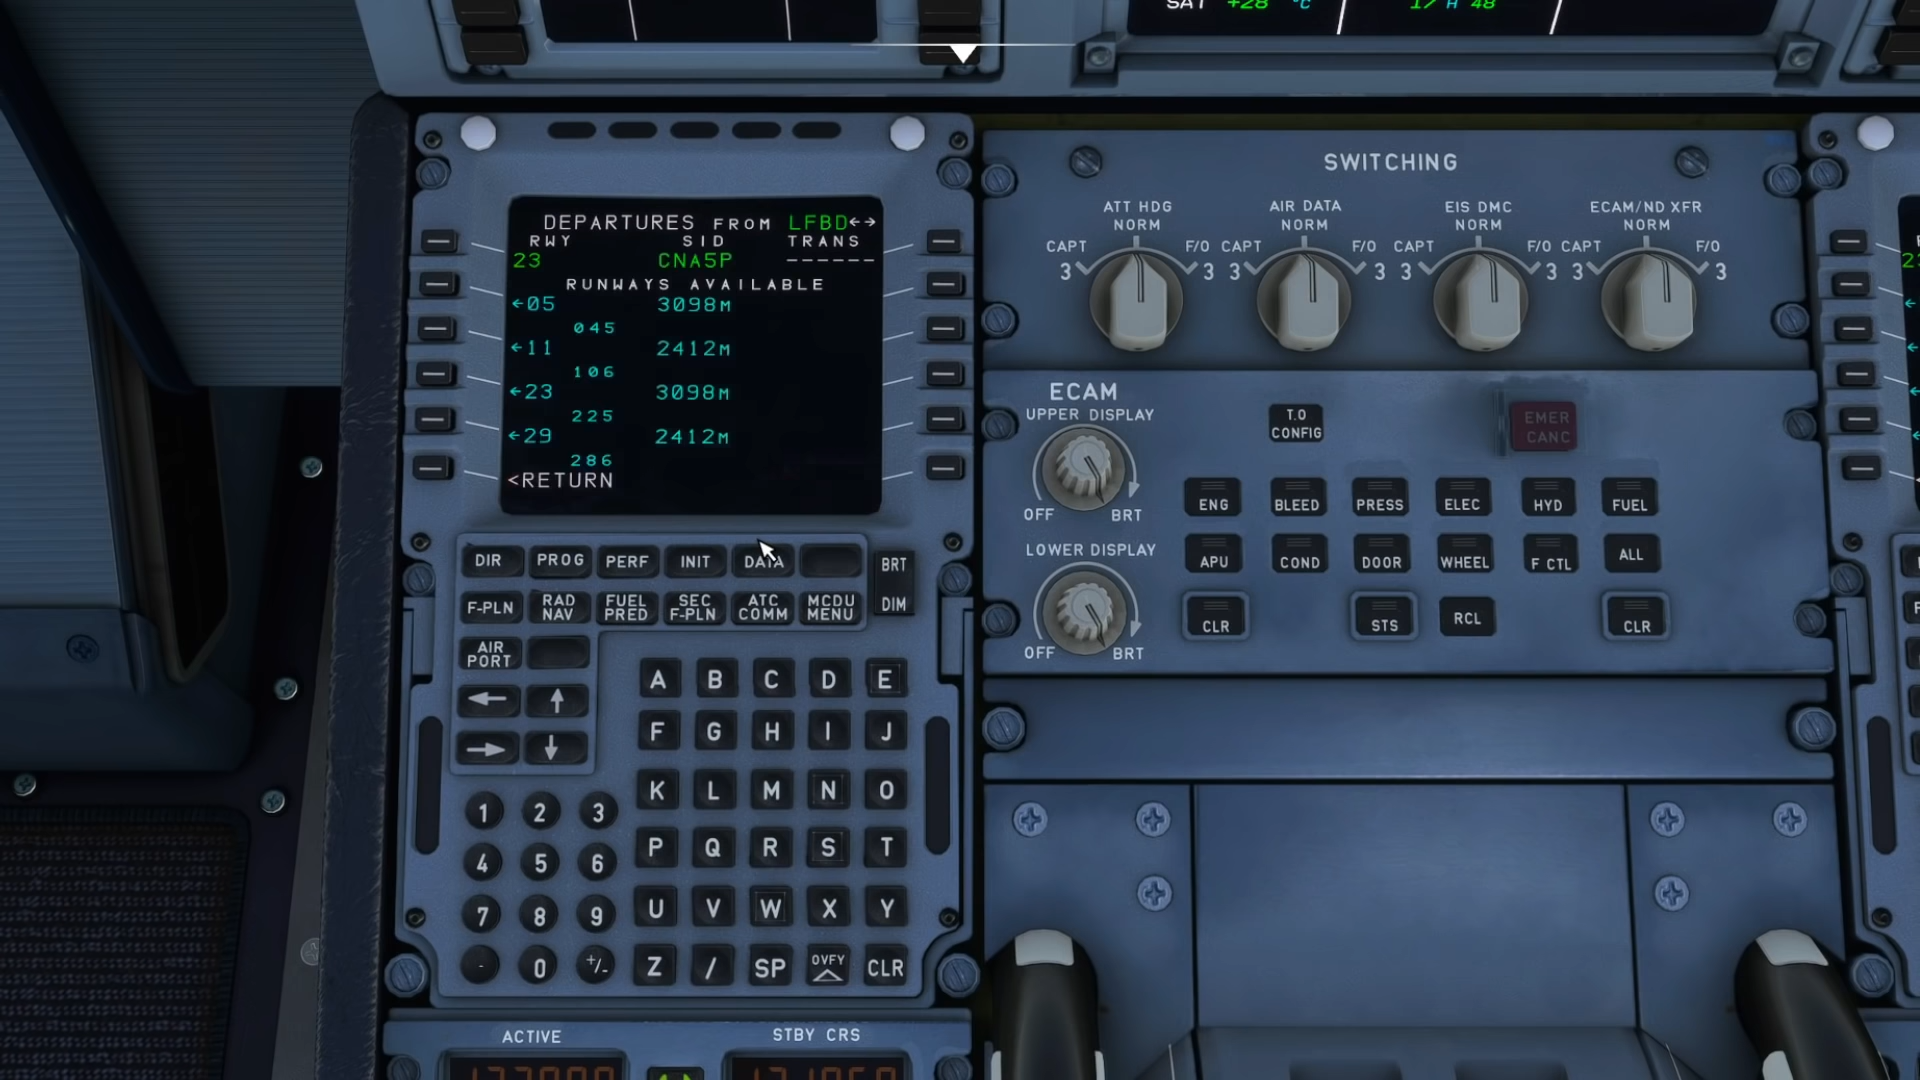 SAT +28 °C 17 H 48
DEPARTURES FROM LFBD←→
RWY SID TRANS
23 CNA5P ------
RUNWAYS AVAILABLE
←05 3098M
045
←11 2412M
106
←23 3098M
225
←29 2412M
286
<RETURN
DIR PROG PERF INIT DATA
BRT
DIM
F-PLN RAD NAV FUEL PRED SEC F-PLN ATC COMM MCDU MENU
AIR PORT
← ↑
→ ↓
A B C D E
F G H I J
K L M N O
P Q R S T
U V W X Y
Z / SP OVFY CLR
1 2 3
4 5 6
7 8 9
. 0 +/-
ACTIVE STBY CRS
SWITCHING
ATT HDG AIR DATA EIS DMC ECAM/ND XFR
NORM NORM NORM NORM
CAPT F/O CAPT F/O CAPT F/O CAPT F/O
3 3 3 3 3 3 3 3
ECAM
UPPER DISPLAY
OFF BRT
LOWER DISPLAY
OFF BRT
T.O CONFIG
EMER CANC
ENG BLEED PRESS ELEC HYD FUEL
APU COND DOOR WHEEL F CTL ALL
CLR STS RCL CLR